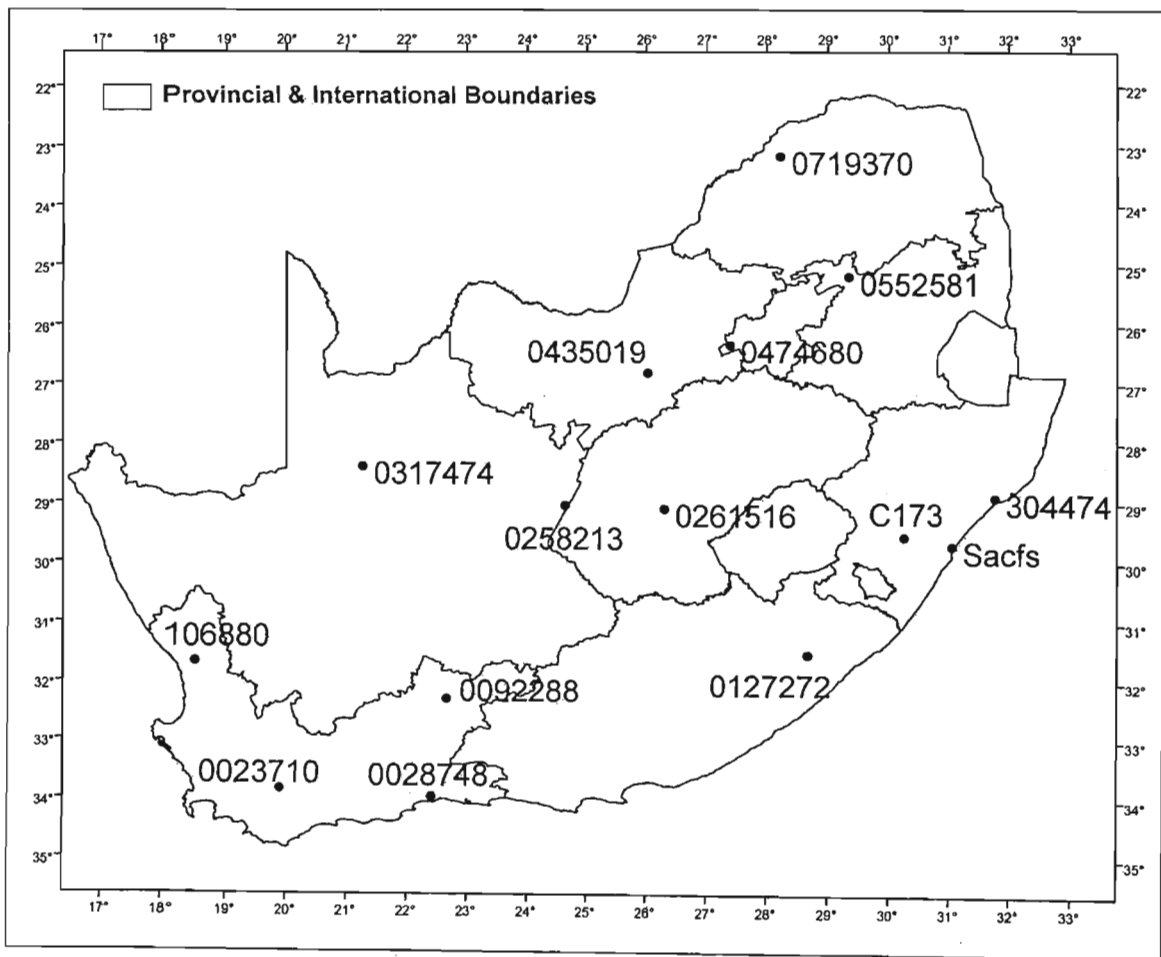 17° 18° 19° 20° 21° 22° 23° 24° 25° 26° 27° 28° 29° 30° 31° 32° 33°
22° 22°
Provincial & International Boundaries
23° 0719370 23°
24° 24°
25° 0552581 25°
26° 0435019 0474680 26°
27° 27°
28° 0317474 28°
29° 0258213 0261516 C173 304474 29°
30° Sacfs 30°
31° 106880 31°
32° 0092288 0127272 32°
33° 33°
34° 0023710 0028748 34°
35° 35°
17° 18° 19° 20° 21° 22° 23° 24° 25° 26° 27° 28° 29° 30° 31° 32° 33°